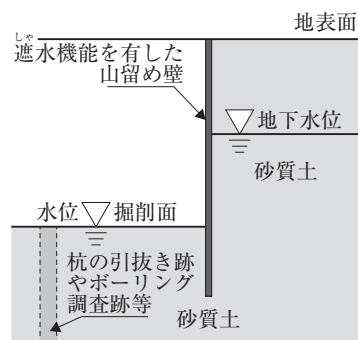 地表面
しゃ
遮水機能を有した
山留め壁
地下水位
砂質土
水位 掘削面
杭の引抜き跡
やボーリング
調査跡等
砂質土